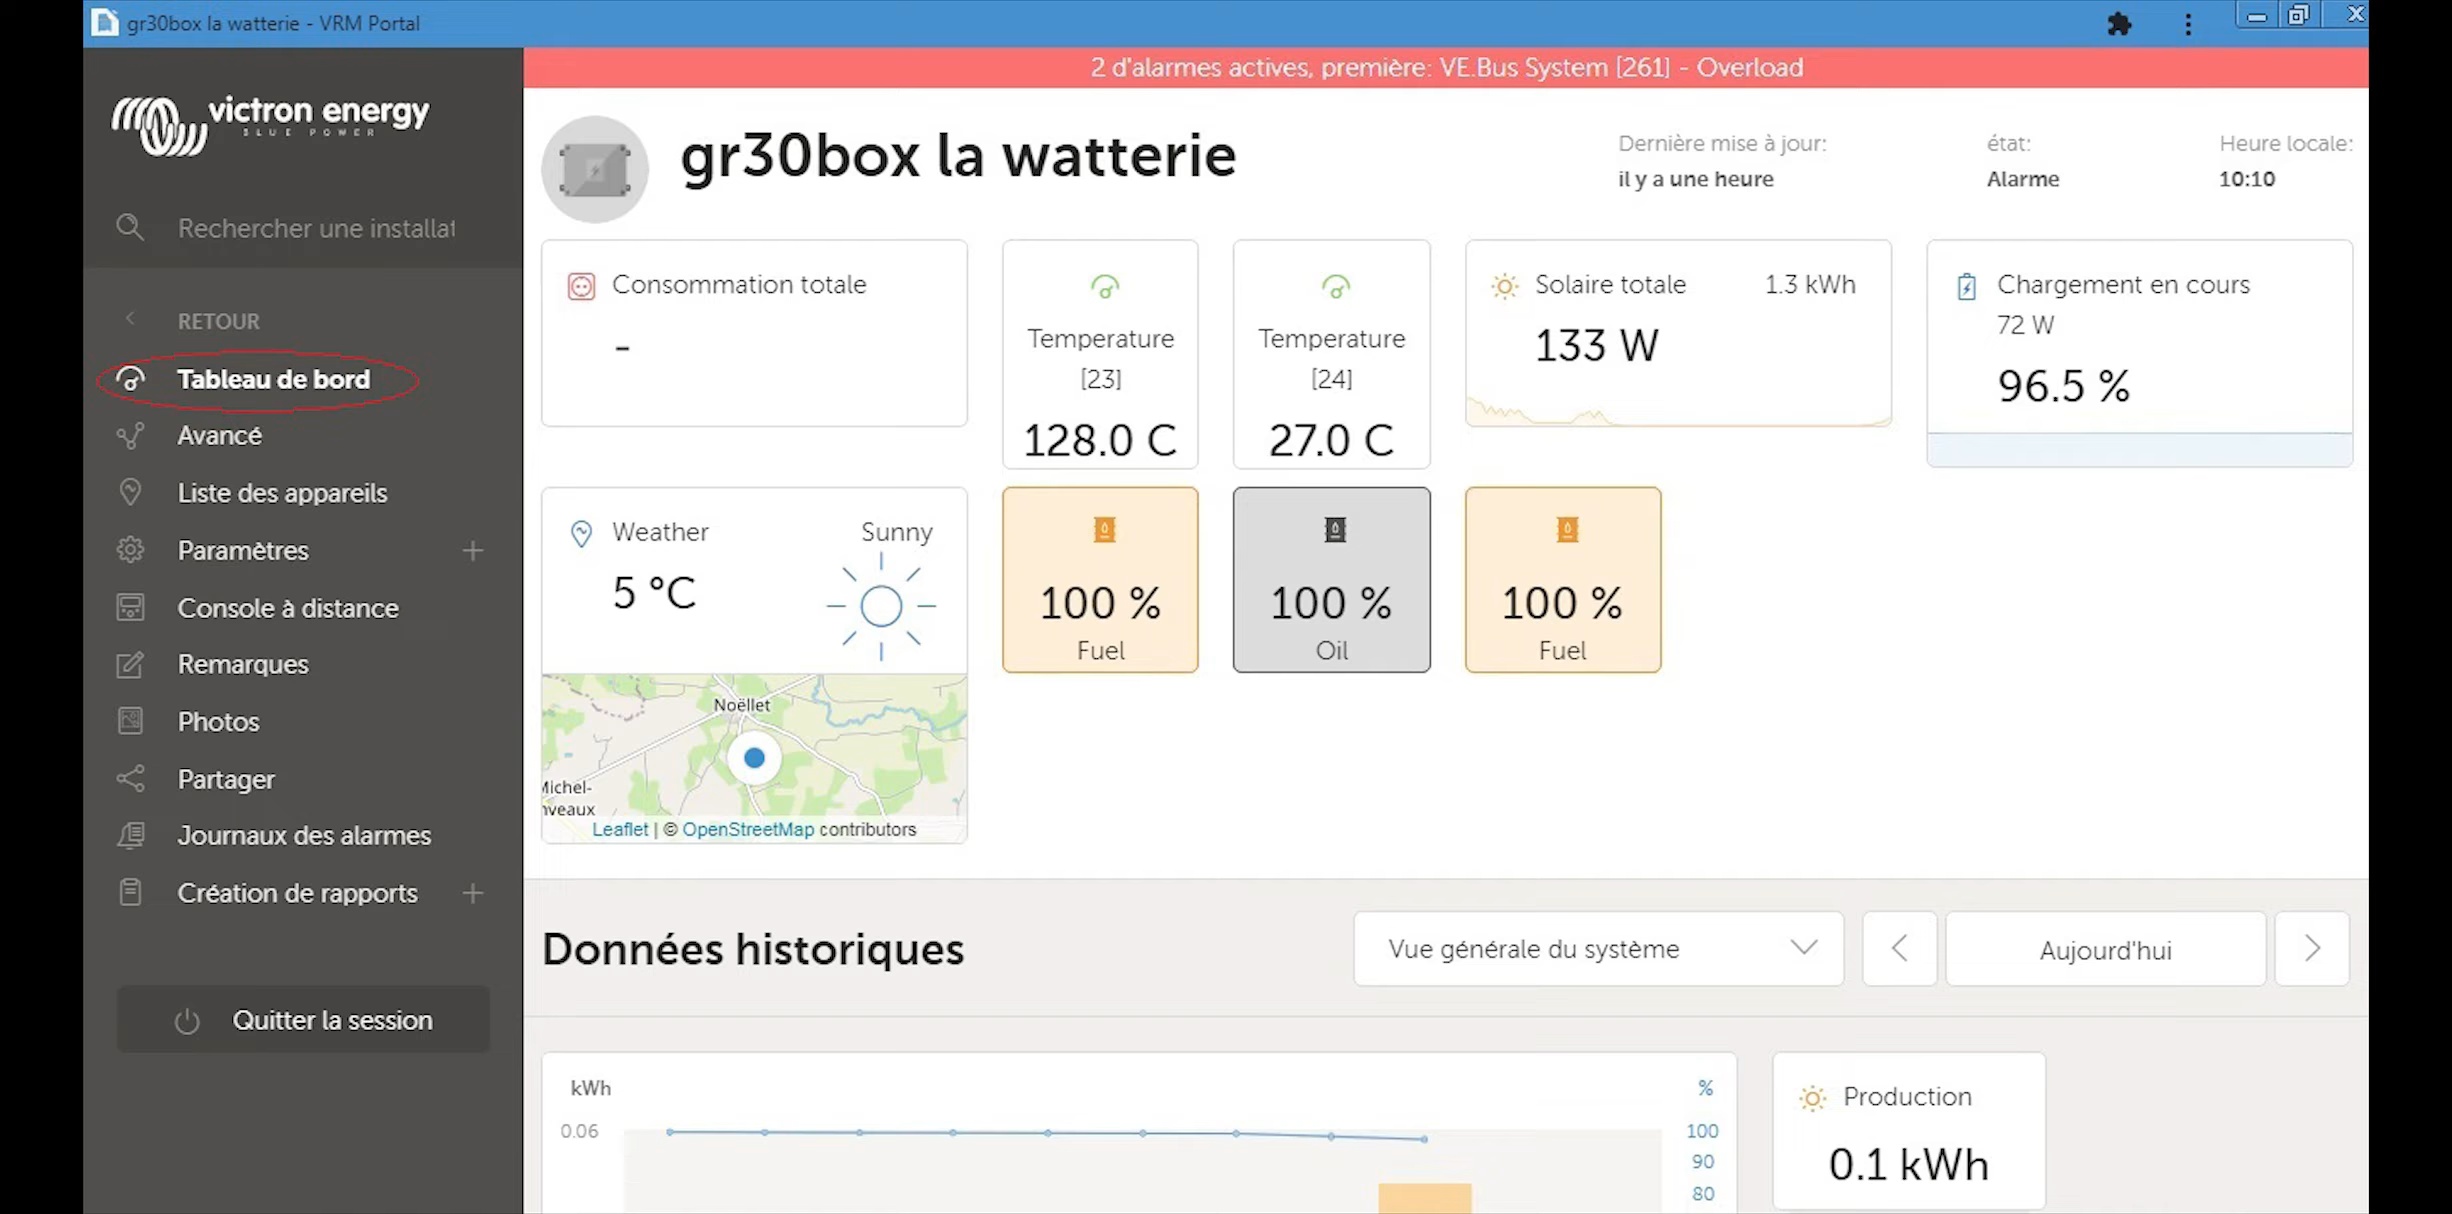 gr30box la watterie - VRM Portal
2 d'alarmes actives, première: VE.Bus System [261] - Overload
victron energy
BLUE POWER
Rechercher une installat
RETOUR
Tableau de bord
Avancé
Liste des appareils
Paramètres
Console à distance
Remarques
Photos
Partager
Journaux des alarmes
Création de rapports
Quitter la session
gr30box la watterie
Dernière mise à jour:
il y a une heure
état:
Alarme
Heure locale:
10:10
Consommation totale
-
Temperature
[23]
128.0 C
Temperature
[24]
27.0 C
Solaire totale 1.3 kWh
133 W
Chargement en cours
72 W
96.5 %
Weather Sunny
5 °C
100 %
Fuel
100 %
Oil
100 %
Fuel
Noëllet
Michel-
veaux
Leaflet | © OpenStreetMap contributors
Données historiques
Vue générale du système
Aujourd'hui
kWh
0.06
%
100
90
80
Production
0.1 kWh